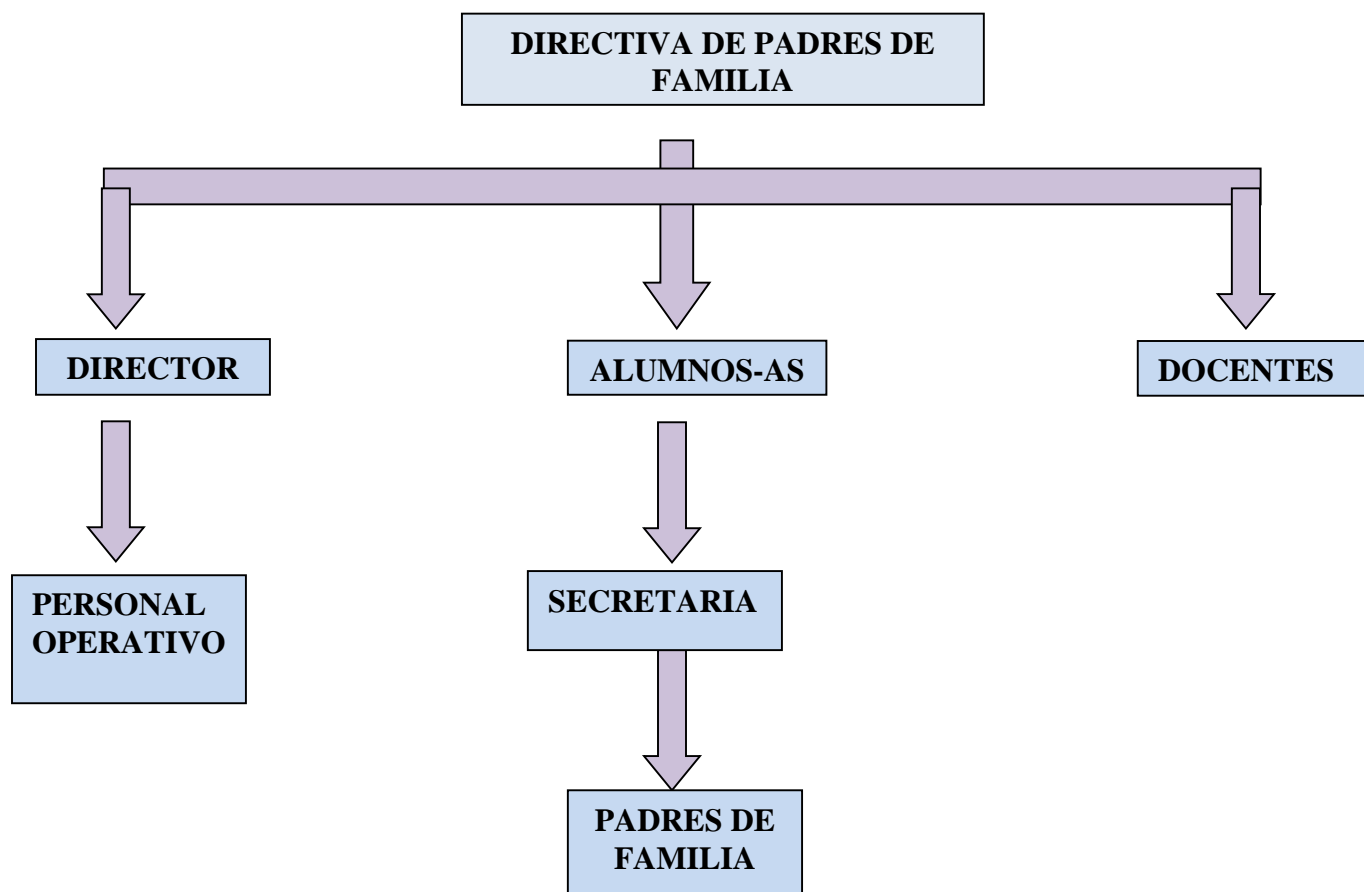 DIRECTIVA DE PADRES DE
FAMILIA
DIRECTOR
ALUMNOS-AS
DOCENTES
PERSONAL
OPERATIVO
SECRETARIA
PADRES DE
FAMILIA